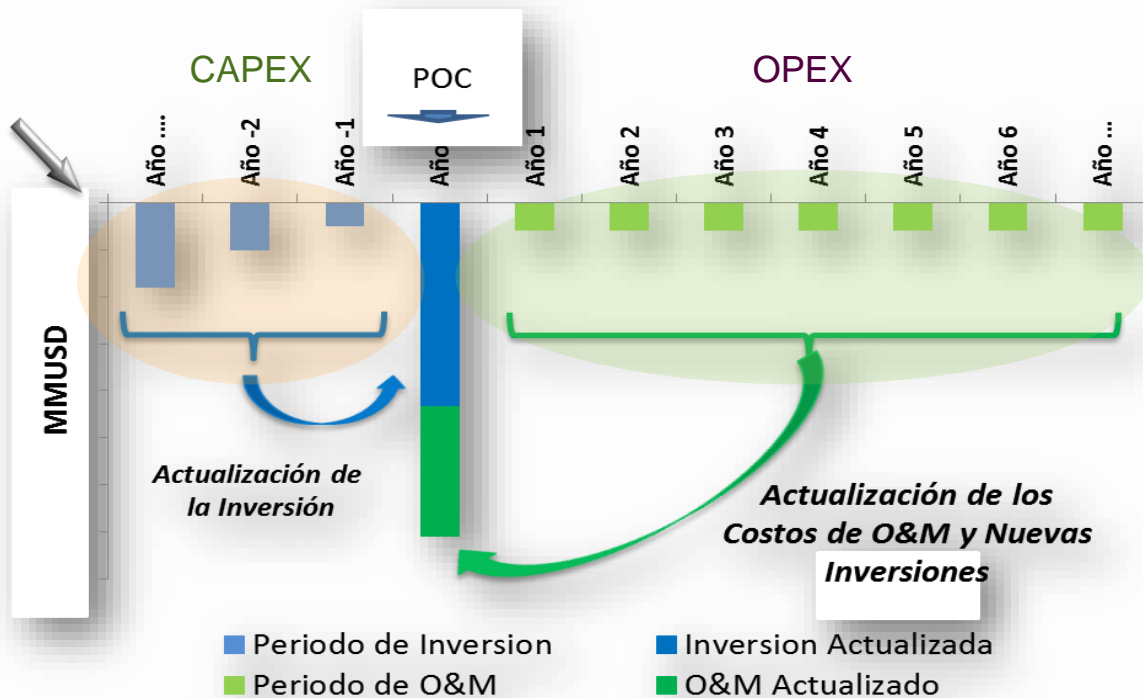 CAPEX
POC
OPEX
Año ....
Año -2
Año -1
Año
Año 1
Año 2
Año 3
Año 4
Año 5
Año 6
Año ...
MMUSD
Actualización de
la Inversión
Actualización de los
Costos de O&M y Nuevas
Inversiones
Periodo de Inversion
Inversion Actualizada
Periodo de O&M
O&M Actualizado